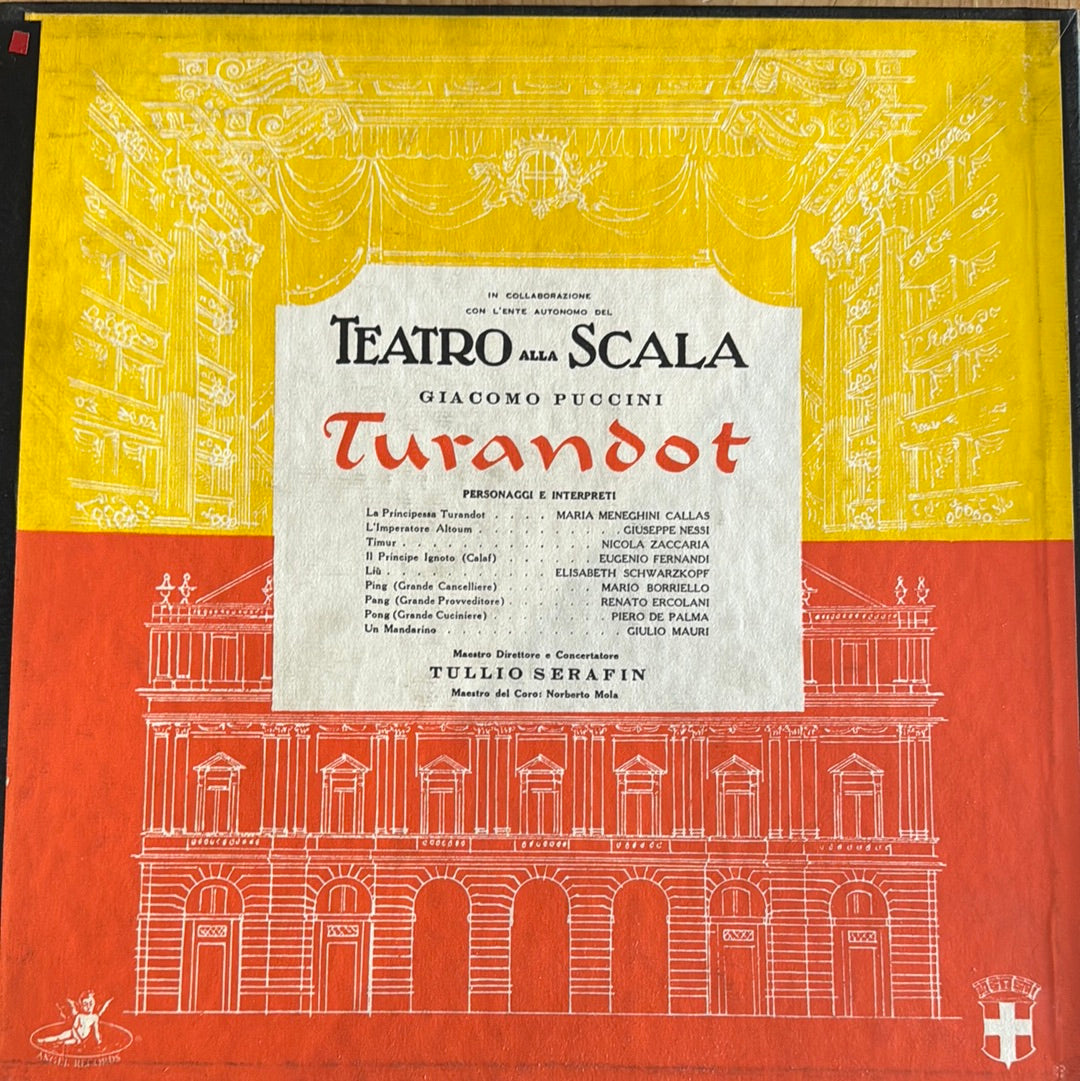 IN COLLABORAZIONE
CON L'ENTE AUTONOMO DEL
TEATRO ALLA SCALA
GIACOMO PUCCINI
Turandot
PERSONAGGI E INTERPRETI
La Principessa Turandot . . . . MARIA MENEGHINI CALLAS
L'Imperatore Altoum . . . . . . . . . . GIUSEPPE NESSI
Timur . . . . . . . . . . . . . . NICOLA ZACCARIA
Il Principe Ignoto (Calaf) . . . . . . . EUGENIO FERNANDI
Liù . . . . . . . . . . . ELISABETH SCHWARZKOPF
Ping (Grande Cancelliere) . . . . . . . MARIO BORRIELLO
Pang (Grande Provveditore) . . . . . . RENATO ERCOLANI
Pong (Grande Cuciniere) . . . . . . . . PIERO DE PALMA
Un Mandarino . . . . . . . . . . . . GIULIO MAURI
Maestro Direttore e Concertatore
TULLIO SERAFIN
Maestro del Coro: Norberto Mola
ANGEL RECORDS